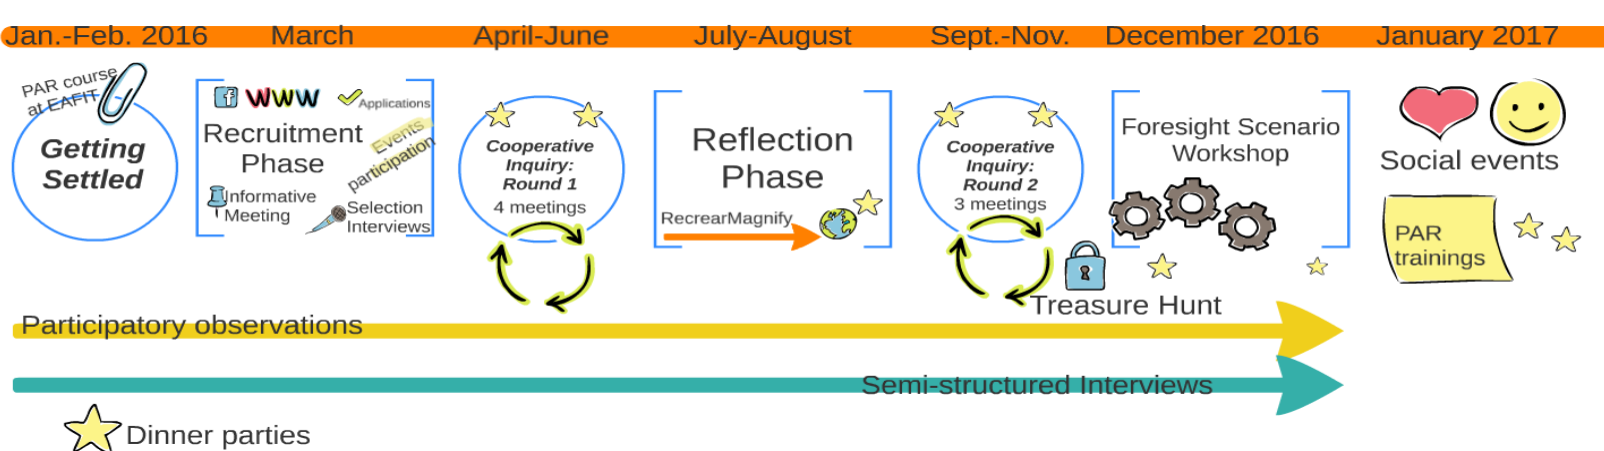 Jan.-Feb. 2016
March
April-June
July-August
Sept.-Nov.
December 2016
January 2017
PAR course
at EAFIT
Getting
Settled
f
WWW
Applications
Recruitment
Phase
Events
participation
Informative
Meeting
Selection
Interviews
Cooperative
Inquiry:
Round 1
4 meetings
Reflection
Phase
RecrearMagnify
Cooperative
Inquiry:
Round 2
3 meetings
Foresight Scenario
Workshop
Treasure Hunt
Social events
PAR
trainings
Participatory observations
Semi-structured Interviews
Dinner parties